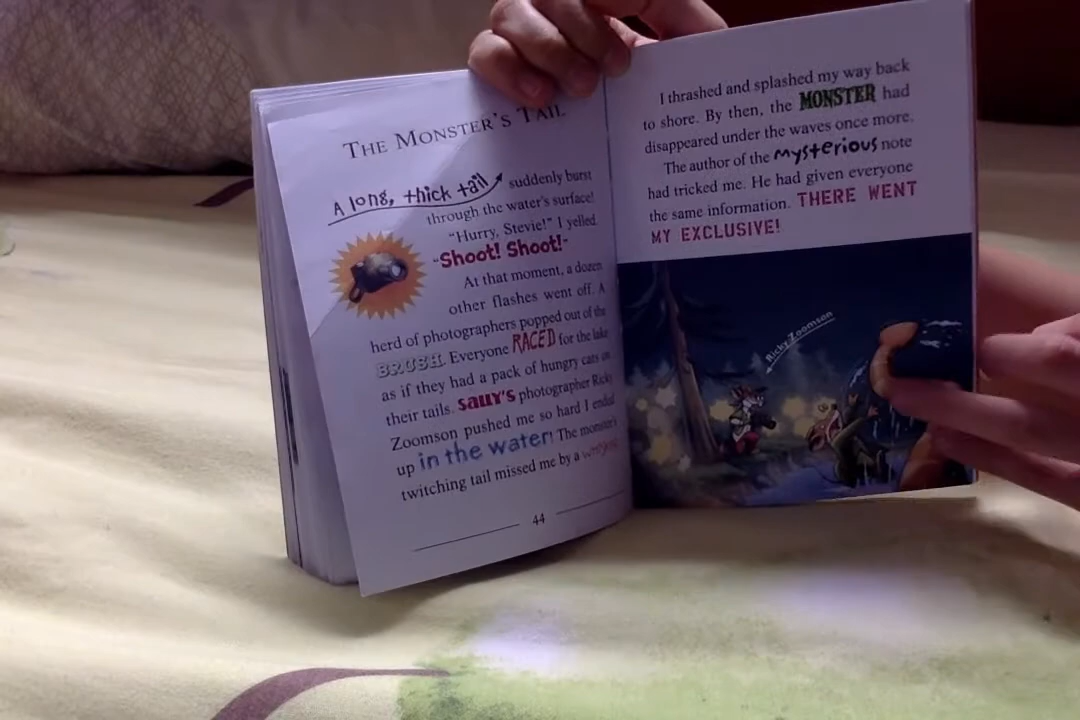 THE MONSTER'S TAIL
A long, thick tail suddenly burst
through the water's surface!
"Hurry, Stevie!" I yelled.
"Shoot! Shoot!"
At that moment, a dozen
other flashes went off. A
herd of photographers popped out of the
BRUSH. Everyone RACED for the lake
as if they had a pack of hungry cats on
their tails. SALLY'S photographer Ricky
Zoomson pushed me so hard I ended
up in the water! The monster's
twitching tail missed me by a
44
I thrashed and splashed my way back
to shore. By then, the MONSTER had
disappeared under the waves once more.
The author of the mysterious note
had tricked me. He had given everyone
the same information. THERE WENT
MY EXCLUSIVE!
Ricky Zoomson